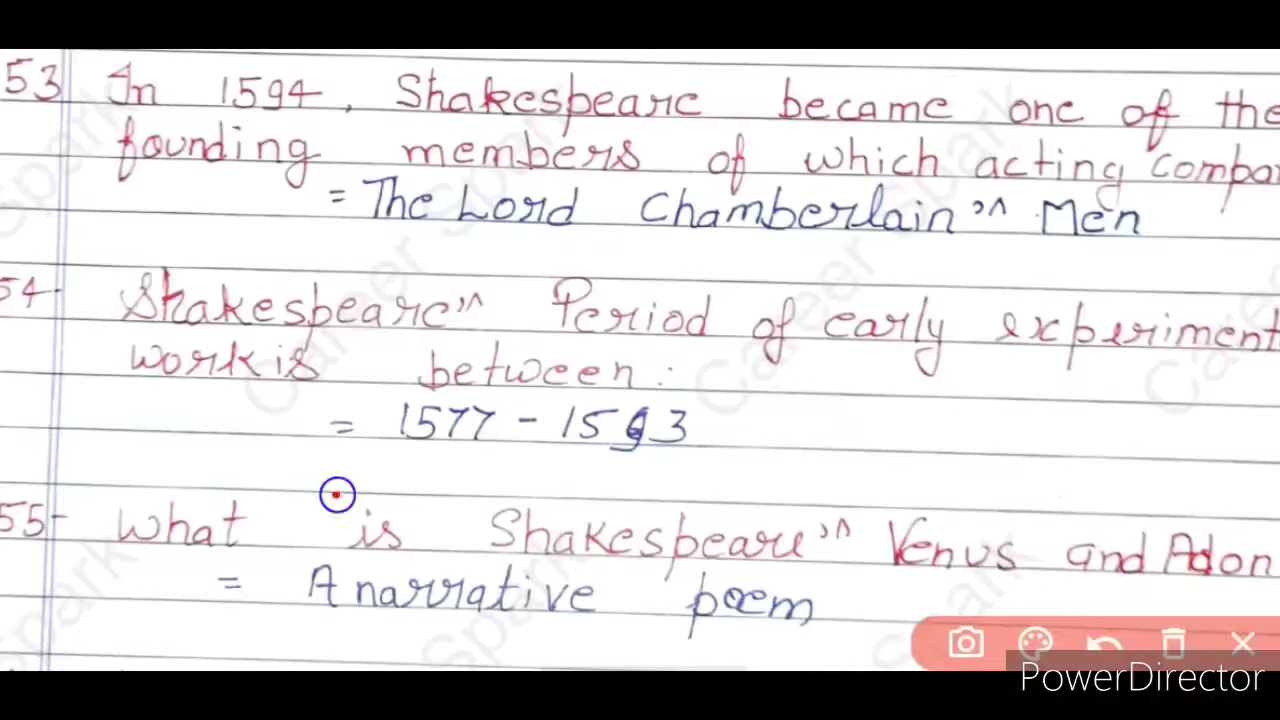 53 In 1594, Shakespeare became one of the
founding members of which acting compa
= The Lord Chamberlain's Men
54- Shakespeare's Period of early experiment
work is between:
= 1577 - 1593
55- What is Shakespeare's Venus and Adon
= A narrative poem
Career Spark
PowerDirector